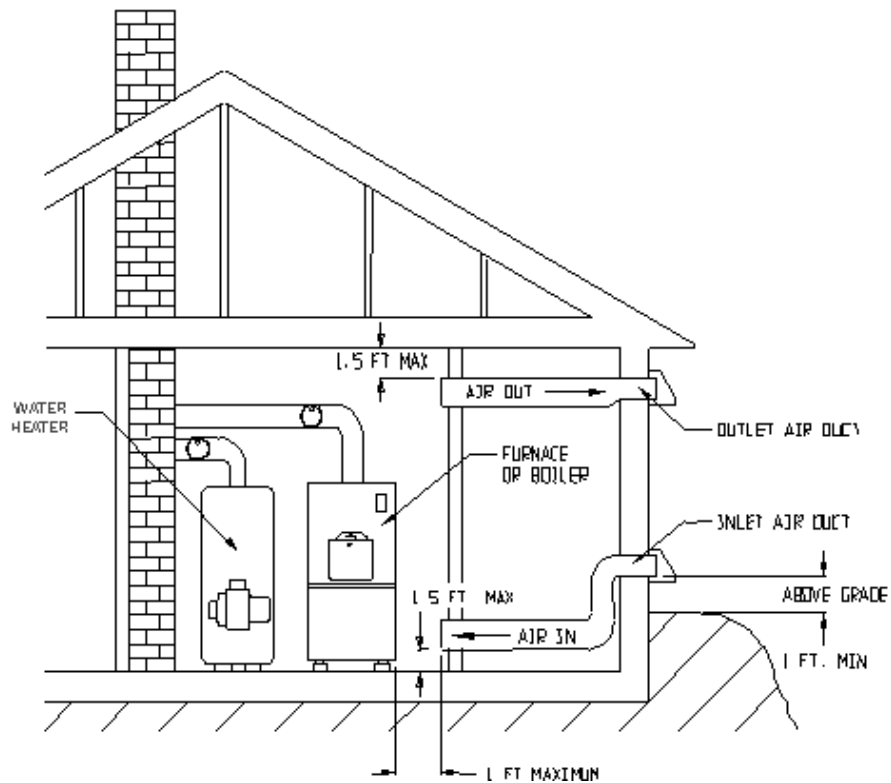 1.5 FT MAX
AIR OUT
WATER
HEATER
OUTLET AIR DUCT
FURNACE
OR BOILER
INLET AIR DUCT
1.5 FT MAX
ABOVE GRADE
AIR IN
1 FT. MIN
1 FT MAXIMUM